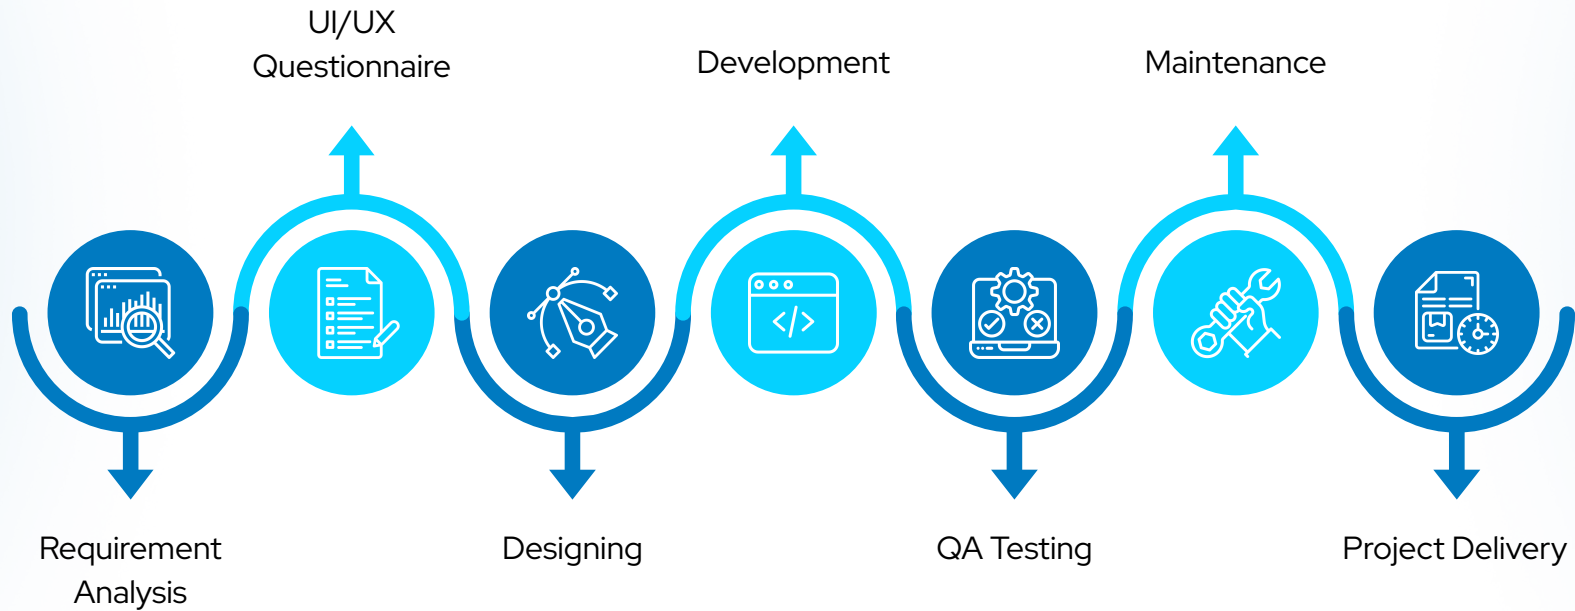 UI/UX
Questionnaire
Development
Maintenance
</>
Requirement
Analysis
Designing
QA Testing
Project Delivery